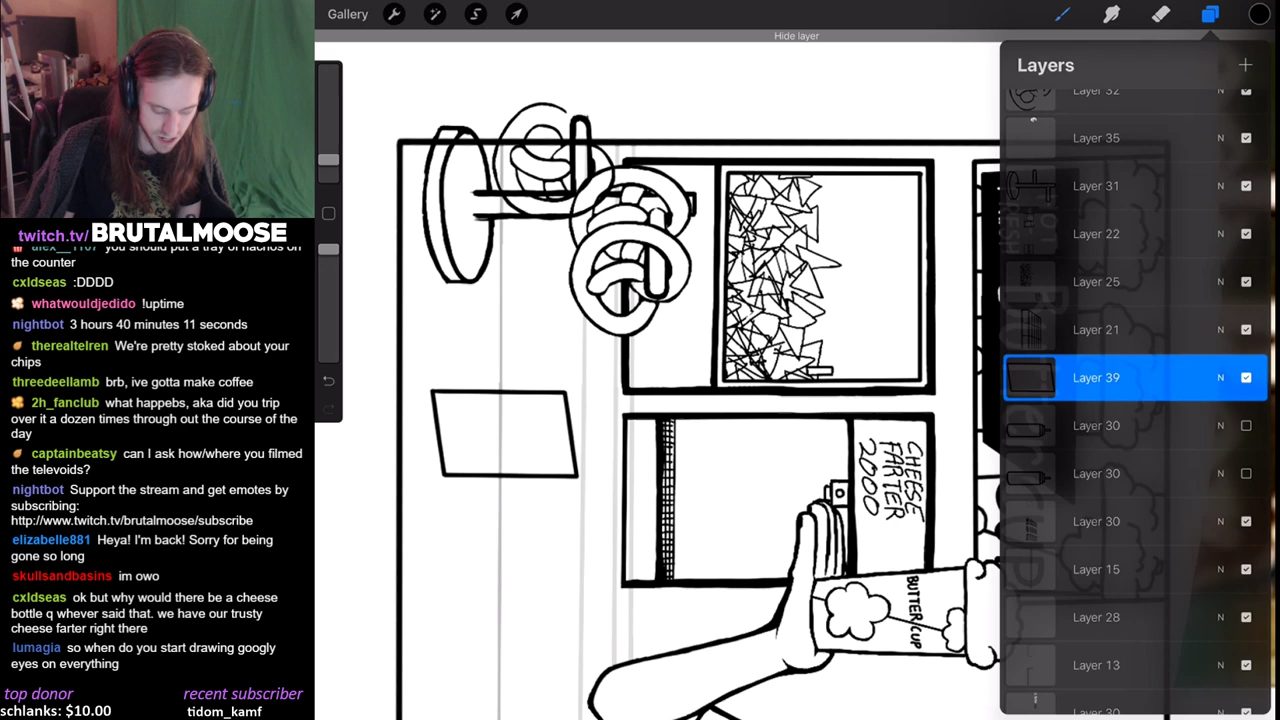 Gallery
Hide layer
Layers
Layer 32
N
Layer 35
N
Layer 31
N
Layer 22
N
Layer 25
N
Layer 21
N
Layer 39
N
Layer 30
N
Layer 30
N
Layer 30
N
Layer 15
N
Layer 28
N
Layer 13
N
Layer 30
N
twitch.tv/BRUTALMOOSE
you should put a tray of nachos on
the counter
cxldseas :DDDD
whatwouldjedido !uptime
nightbot 3 hours 40 minutes 11 seconds
therealtelren We're pretty stoked about your
chips
threedeellamb brb, ive gotta make coffee
2h_fanclub what happebs, aka did you trip
over it a dozen times through out the course of the
day
captainbeatsy can I ask how/where you filmed
the televoids?
nightbot Support the stream and get emotes by
subscribing:
http://www.twitch.tv/brutalmoose/subscribe
elizabelle881 Heya! I'm back! Sorry for being
gone so long
skullsandbasins im owo
cxldseas ok but why would there be a cheese
bottle q whever said that. we have our trusty
cheese farter right there
lumagia so when do you start drawing googly
eyes on everything
top donor
schlanks: $10.00
recent subscriber
tidom_kamf
CHEESE
FARTER
2000
BUTTER CUP